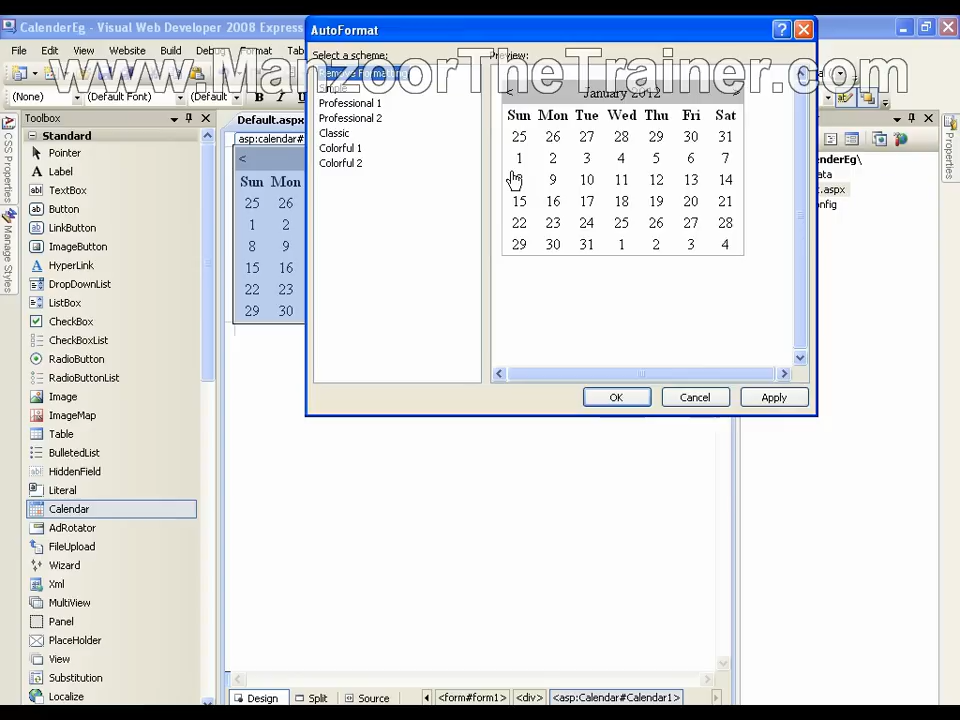 CalenderEg - Visual Web Developer 2008 Express
AutoFormat
File Edit View Website Build Debug Format
Select a scheme:
Preview:
www.ManzoorTheTrainer.com
(None) (Default Font) (Default
B I U
Remove Formatting
Simple
Professional 1
Professional 2
Classic
Colorful 1
Colorful 2
< January 2012 >
Sun Mon Tue Wed Thu Fri Sat
25 26 27 28 29 30 31
1 2 3 4 5 6 7
9 10 11 12 13 14
15 16 17 18 19 20 21
22 23 24 25 26 27 28
29 30 31 1 2 3 4
OK Cancel Apply
CSS Properties
Manage Styles
Toolbox
Standard
Pointer
Label
TextBox
Button
LinkButton
ImageButton
HyperLink
DropDownList
ListBox
CheckBox
CheckBoxList
RadioButton
RadioButtonList
Image
ImageMap
Table
BulletedList
HiddenField
Literal
Calendar
AdRotator
FileUpload
Wizard
Xml
MultiView
Panel
PlaceHolder
View
Substitution
Localize
Default.aspx
asp:calendar#
<
Sun Mon
25 26
1 2
8 9
15 16
22 23
29 30
Design Split Source <form#form1> <div> <asp:Calendar#Calendar1>
Properties